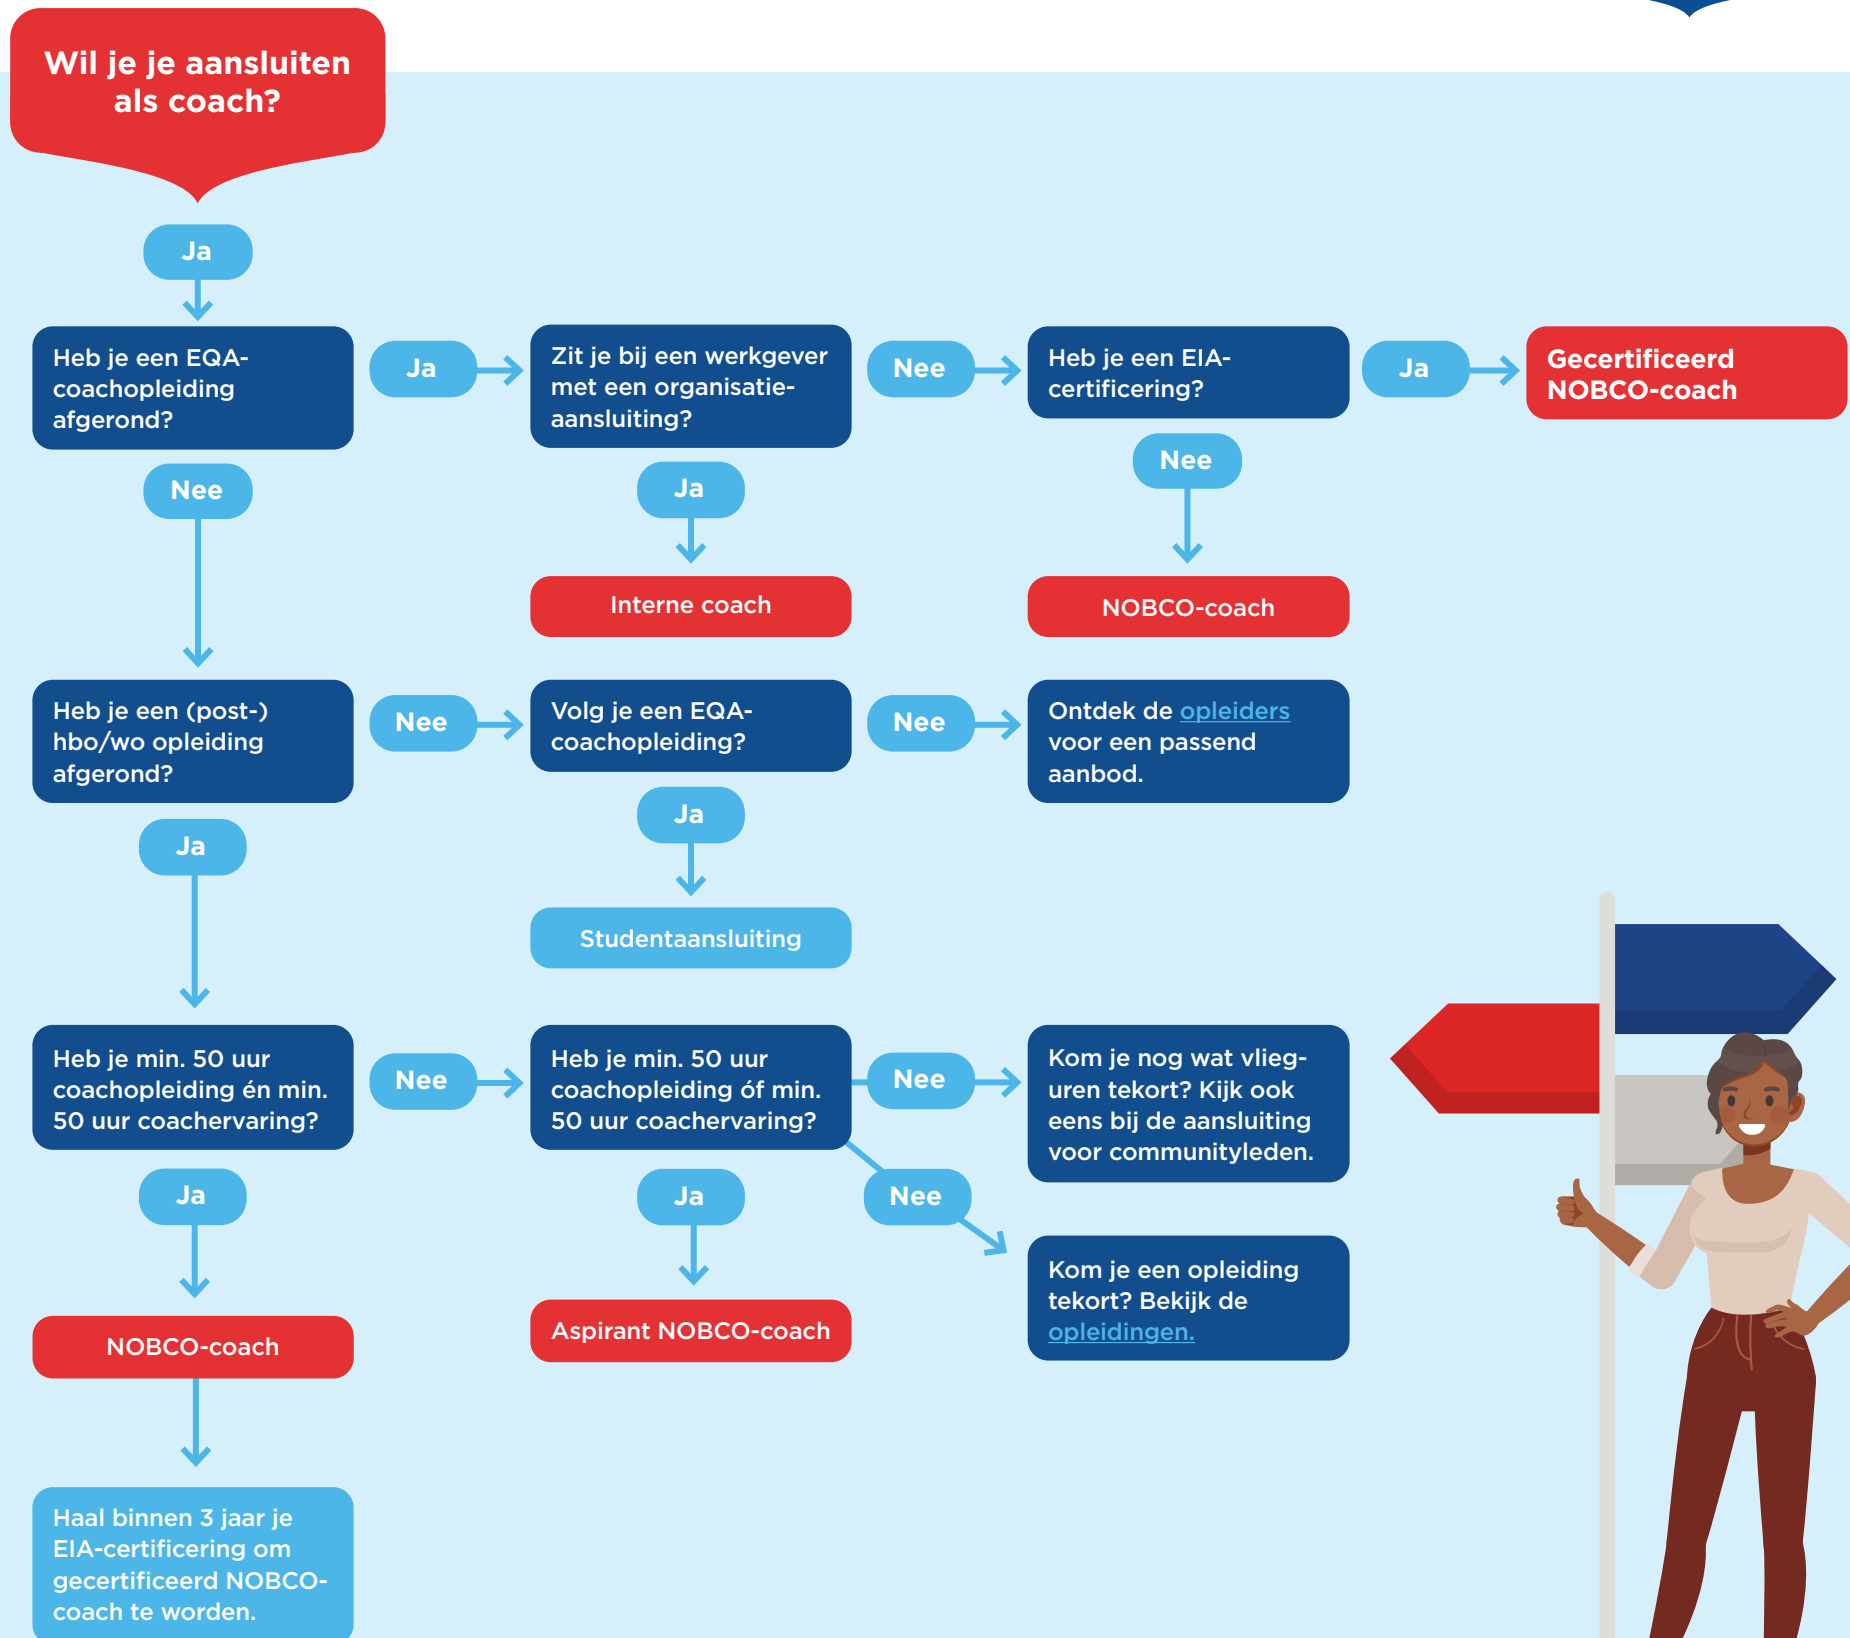 Wil je je aansluiten
als coach?
Ja
Heb je een EQA-
coachopleiding
afgerond?
Ja
Zit je bij een werkgever
met een organisatie-
aansluiting?
Nee
Heb je een EIA-
certificering?
Ja
Gecertificeerd
NOBCO-coach
Nee
Ja
Nee
Interne coach
NOBCO-coach
Heb je een (post-)
hbo/wo opleiding
afgerond?
Nee
Volg je een EQA-
coachopleiding?
Nee
Ontdek de opleiders
voor een passend
aanbod.
Ja
Ja
Studentaansluiting
Heb je min. 50 uur
coachopleiding én min.
50 uur coachervaring?
Nee
Heb je min. 50 uur
coachopleiding óf min.
50 uur coachervaring?
Nee
Kom je nog wat vlieg-
uren tekort? Kijk ook
eens bij de aansluiting
voor communityleden.
Ja
Ja
Nee
Kom je een opleiding
tekort? Bekijk de
opleidingen.
NOBCO-coach
Aspirant NOBCO-coach
Haal binnen 3 jaar je
EIA-certificering om
gecertificeerd NOBCO-
coach te worden.